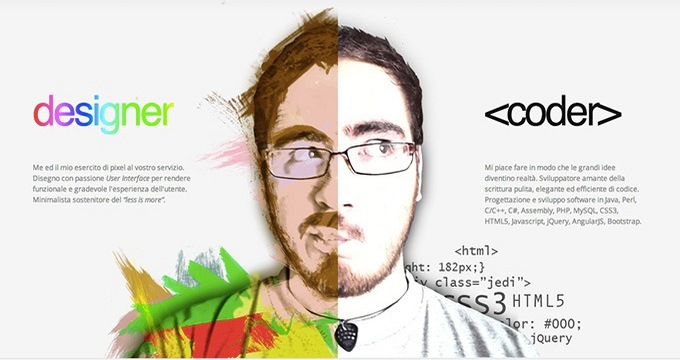 designer
Me ed il mio esercito di pixel al vostro servizio.
Disegno con passione User Interface per rendere
funzionale e gradevole l'esperienza dell'utente.
Minimalista sostenitore del "less is more".
<coder>
Mi piace fare in modo che le grandi idee
diventino realtà. Sviluppatore amante della
scrittura pulita, elegante ed efficiente di codice.
Progettazione e sviluppo software in Java, Perl,
C/C++, C#, Assembly, PHP, MySQL, CSS3,
HTML5, Javascript, jQuery, AngularJS, Bootstrap.
<html>
ght: 182px;}
iv class="jedi">
CSS3 HTML5
lor: #000;
jQuery